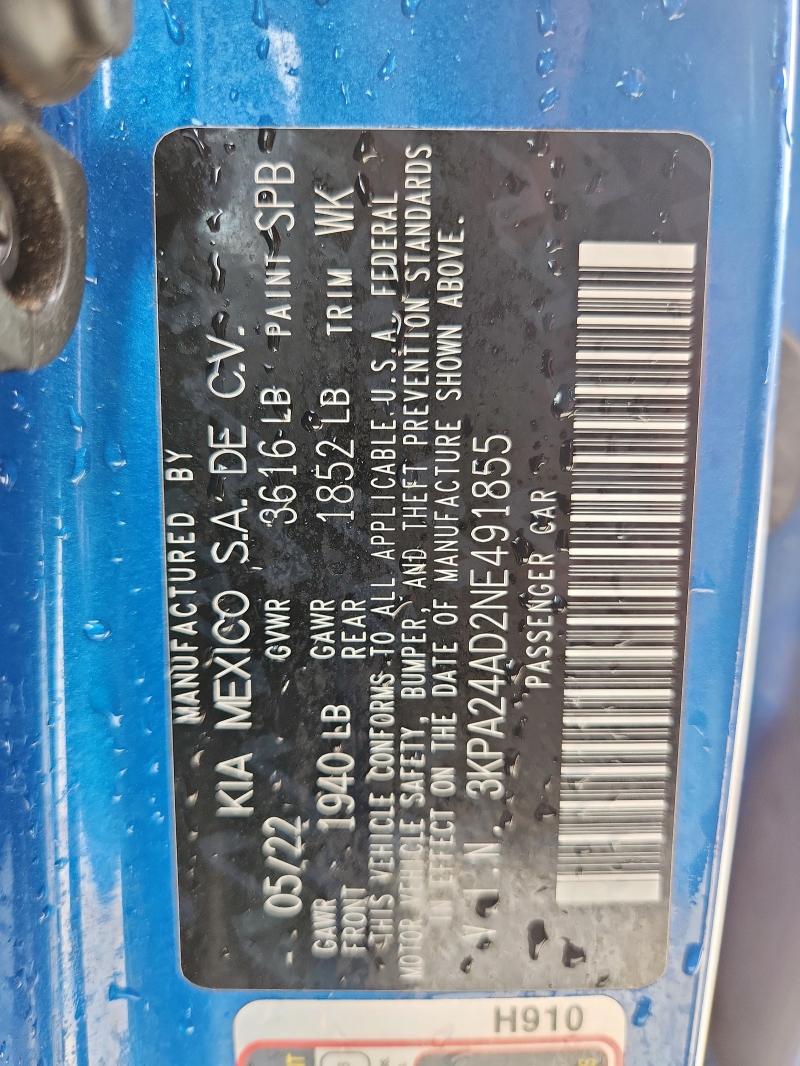 MANUFACTURED BY
KIA MEXICO, S.A. DE C.V.
05/22 GVWR 3616 LB PAINT SPB
GAWR FRONT 1940 LB GAWR REAR 1852 LB TRIM WK
THIS VEHICLE CONFORMS TO ALL APPLICABLE U.S.A. FEDERAL
MOTOR VEHICLE SAFETY, BUMPER, AND THEFT PREVENTION STANDARDS
IN EFFECT ON THE DATE OF MANUFACTURE SHOWN ABOVE.
V.I.N. 3KPA24AD2NE491855
PASSENGER CAR
H910